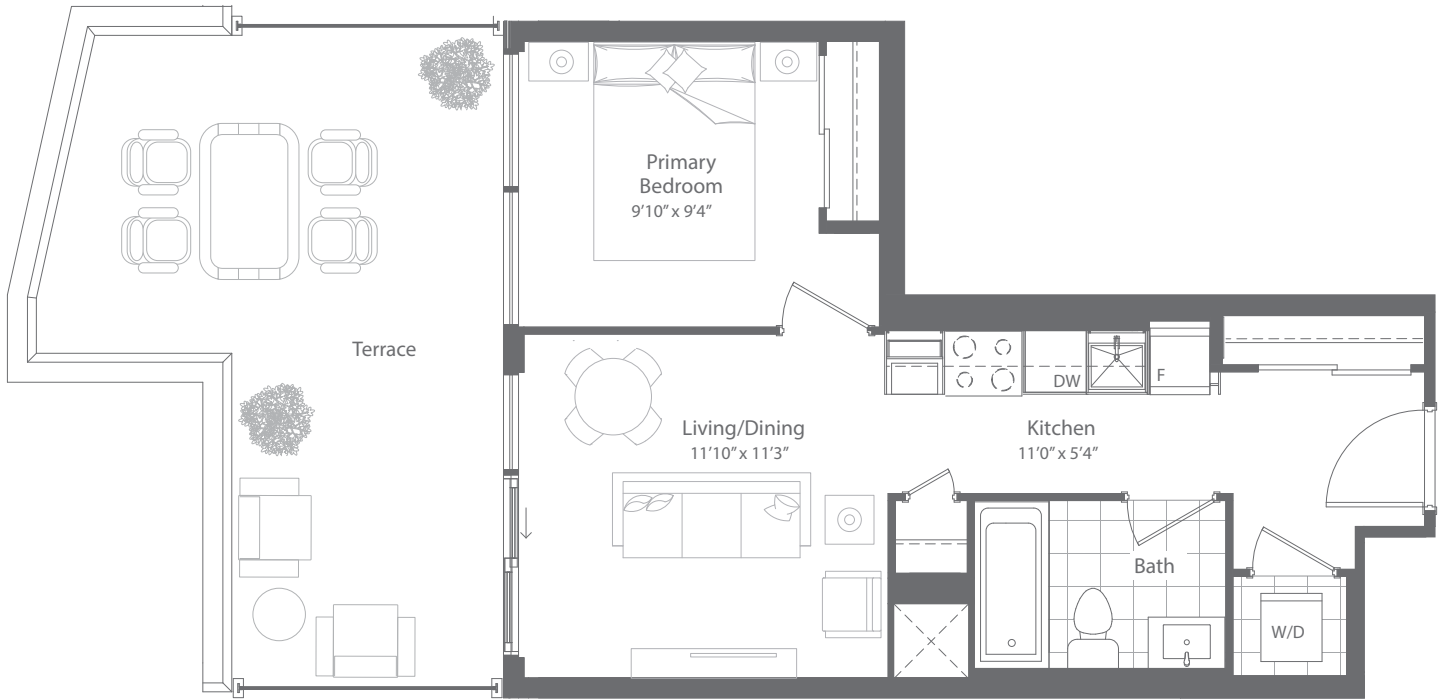 Primary
Bedroom
9’10” x 9’4”
Terrace
DW
F
Living/Dining
11’10” x 11’3”
Kitchen
11’0” x 5’4”
Bath
W/D